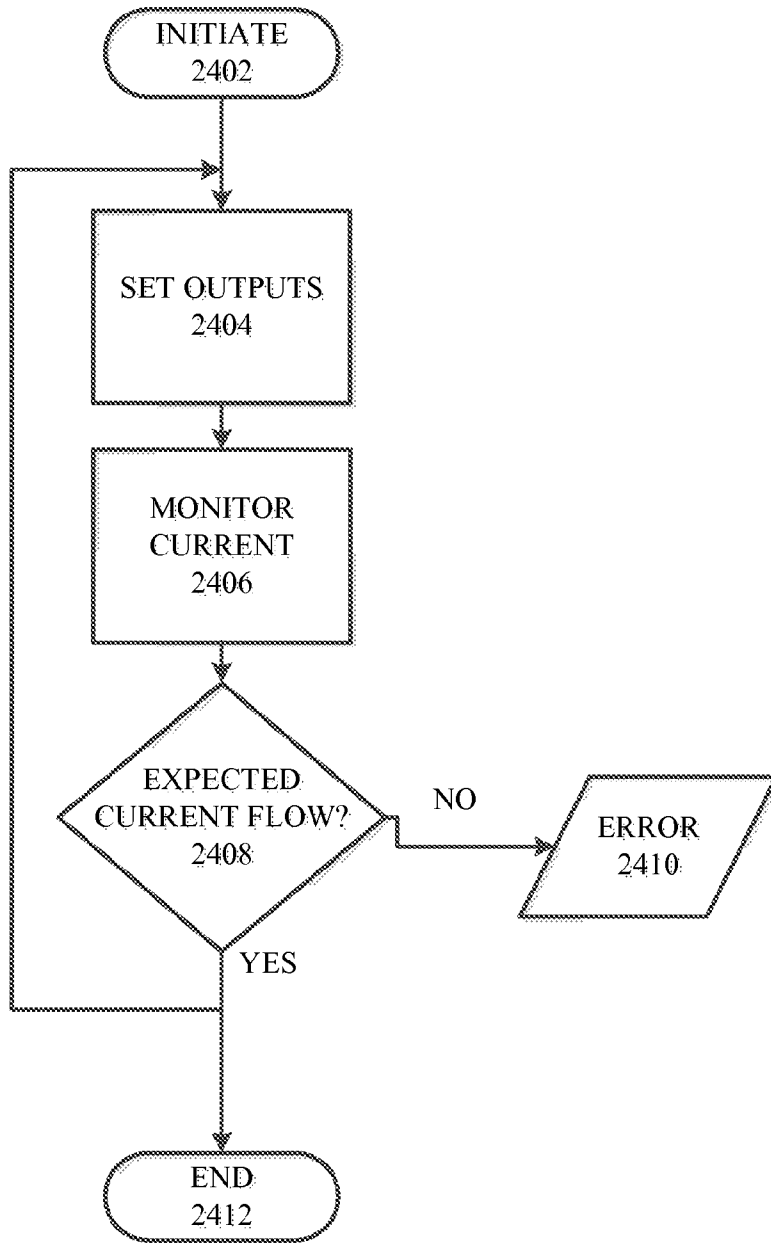 INITIATE
2402
SET OUTPUTS
2404
MONITOR
CURRENT
2406
EXPECTED
CURRENT FLOW?
2408
NO
ERROR
2410
YES
END
2412